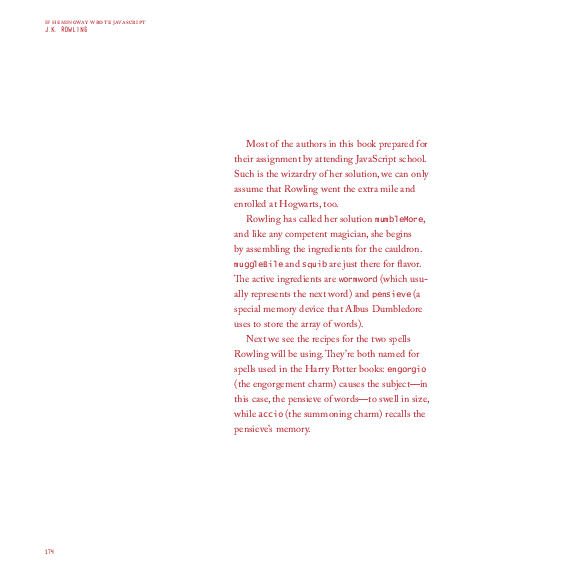 IF HEMINGWAY WROTE JAVASCRIPT
J.K. ROWLING
Most of the authors in this book prepared for
their assignment by attending JavaScript school.
Such is the wizardry of her solution, we can only
assume that Rowling went the extra mile and
enrolled at Hogwarts, too.
Rowling has called her solution mumbleMore,
and like any competent magician, she begins
by assembling the ingredients for the cauldron.
muggleBile and squib are just there for flavor.
The active ingredients are wormword (which usu-
ally represents the next word) and pensieve (a
special memory device that Albus Dumbledore
uses to store the array of words).
Next we see the recipes for the two spells
Rowling will be using. They're both named for
spells used in the Harry Potter books: engorgio
(the engorgement charm) causes the subject—in
this case, the pensieve of words—to swell in size,
while accio (the summoning charm) recalls the
pensieve's memory.
174